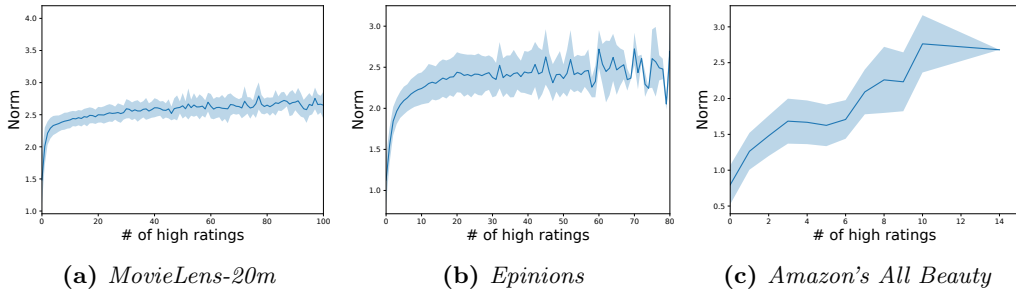 4.0
3.5
3.0
2.5
2.0
1.5
1.0
Norm
0 20 40 60 80 100
# of high ratings
(a) MovieLens-20m
3.0
2.5
2.0
1.5
1.0
Norm
0 10 20 30 40 50 60 70 80
# of high ratings
(b) Epinions
3.0
2.5
2.0
1.5
1.0
0.5
Norm
0 2 4 6 8 10 12 14
# of high ratings
(c) Amazon's All Beauty